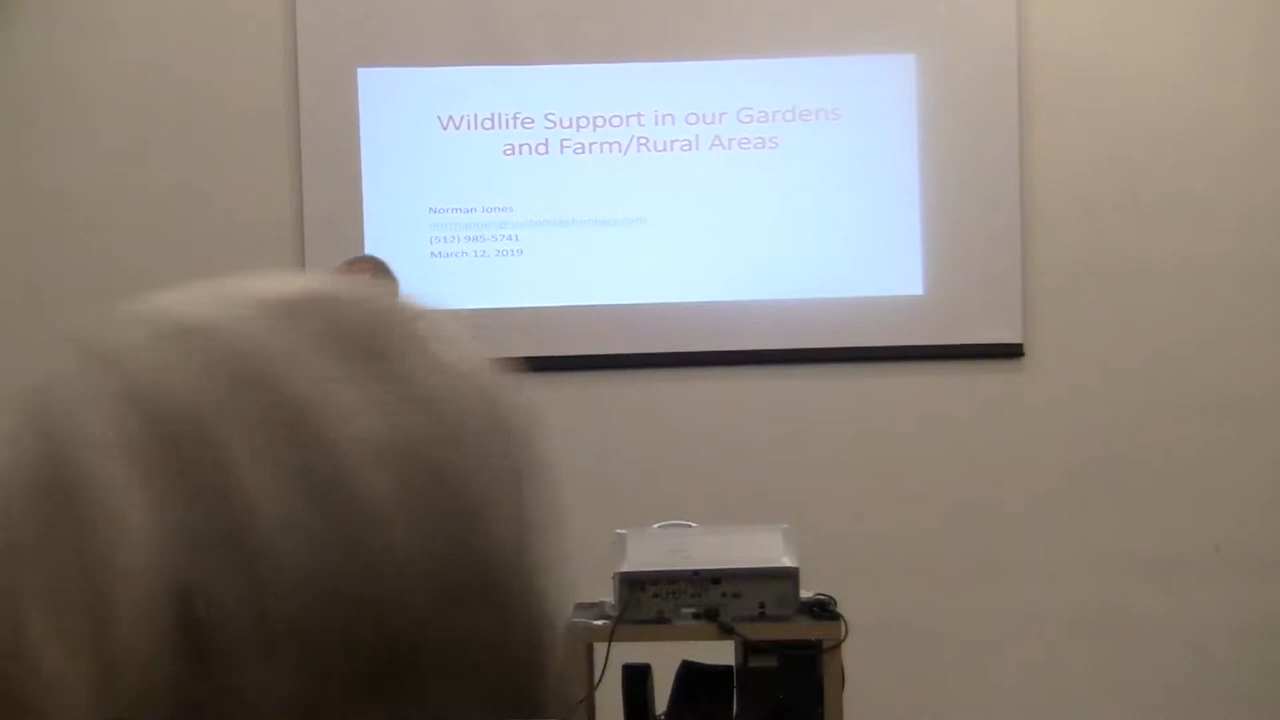 Wildlife Support in our Gardens
and Farm/Rural Areas
Norman Jones
(512) 985-5741
March 12, 2019